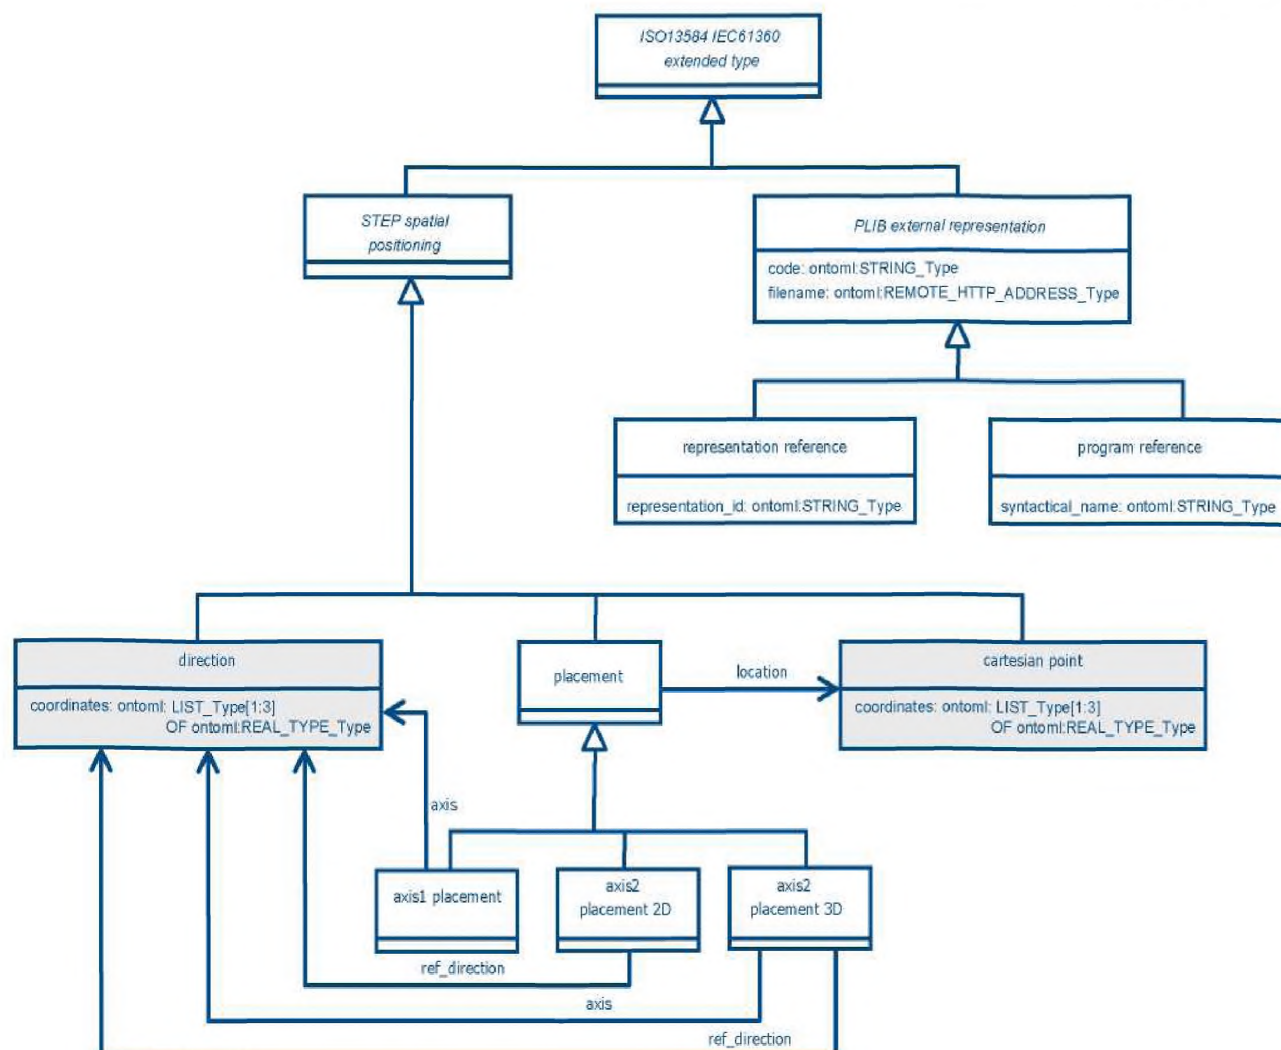 ISO13584 IEC61360
extended type
STEP spatial
positioning
PLIB external representation
code: ontoml:STRING_Type
filename: ontoml:REMOTE_HTTP_ADDRESS_Type
representation reference
representation_id: ontoml:STRING_Type
program reference
syntactical_name: ontoml:STRING_Type
direction
coordinates: ontoml: LIST_Type[1:3]
OF ontoml:REAL_TYPE_Type
placement
location
cartesian point
coordinates: ontoml: LIST_Type[1:3]
OF ontoml:REAL_TYPE_Type
axis
axis1 placement
axis2
placement 2D
axis2
placement 3D
ref_direction
axis
ref_direction